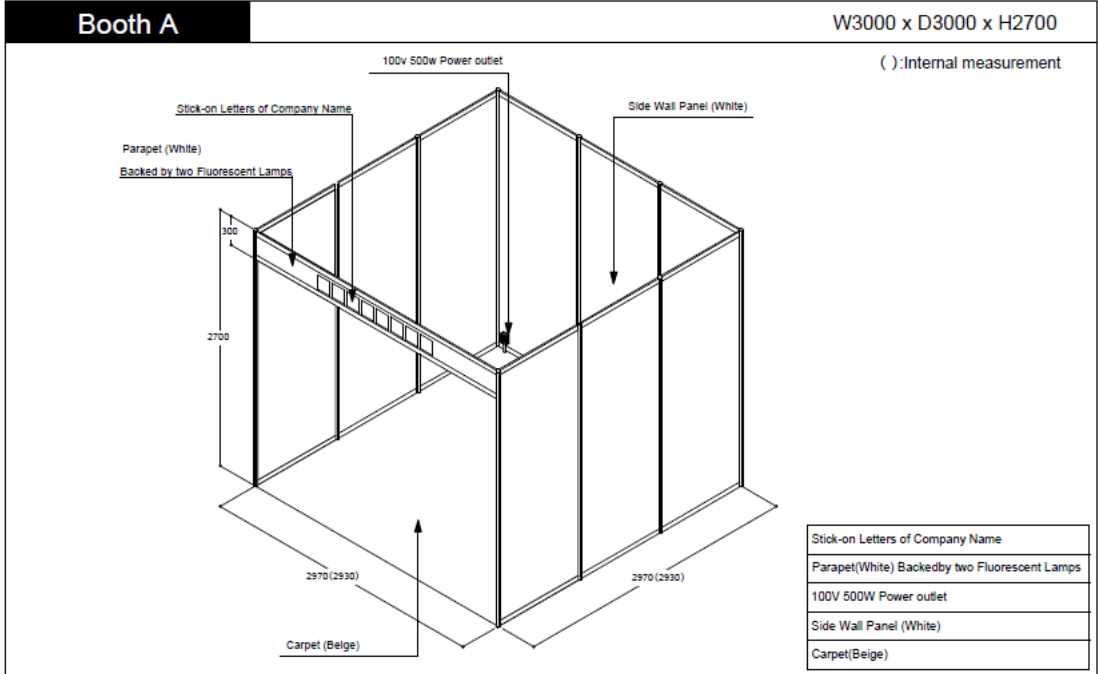 Booth A
W3000 x D3000 x H2700
( ):Internal measurement
100v 500w Power outlet
Stick-on Letters of Company Name
Side Wall Panel (White)
Parapet (White)
Backed by two Fluorescent Lamps
300
2700
2970(2930)
2970(2930)
Carpet (Beige)
Stick-on Letters of Company Name
Parapet(White) Backedby two Fluorescent Lamps
100V 500W Power outlet
Side Wall Panel (White)
Carpet(Beige)